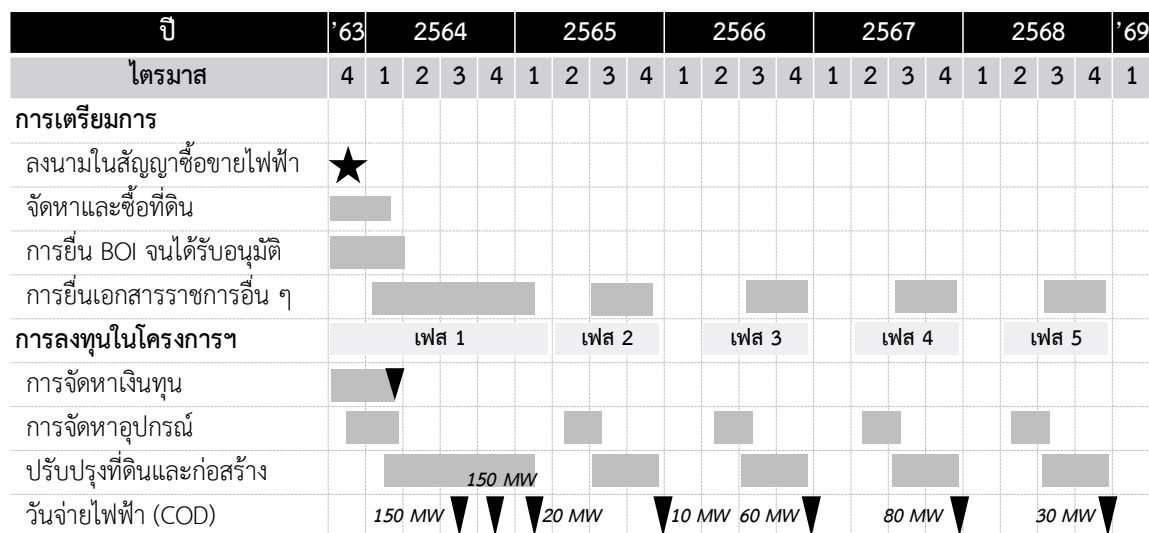 ปี ’63 2564 2565 2566 2567 2568 ’69
ไตรมาส 4 1 2 3 4 1 2 3 4 1 2 3 4 1 2 3 4 1 2 3 4 1
การเตรียมการ
ลงนามในสัญญาซื้อขายไฟฟ้า
จัดหาและซื้อที่ดิน
การยื่น BOI จนได้รับอนุมัติ
การยื่นเอกสารราชการอื่น ๆ
การลงทุนในโครงการฯ เฟส 1 เฟส 2 เฟส 3 เฟส 4 เฟส 5
การจัดหาเงินทุน
การจัดหาอุปกรณ์
ปรับปรุงที่ดินและก่อสร้าง 150 MW
วันจ่ายไฟฟ้า (COD) 150 MW 20 MW 10 MW 60 MW 80 MW 30 MW